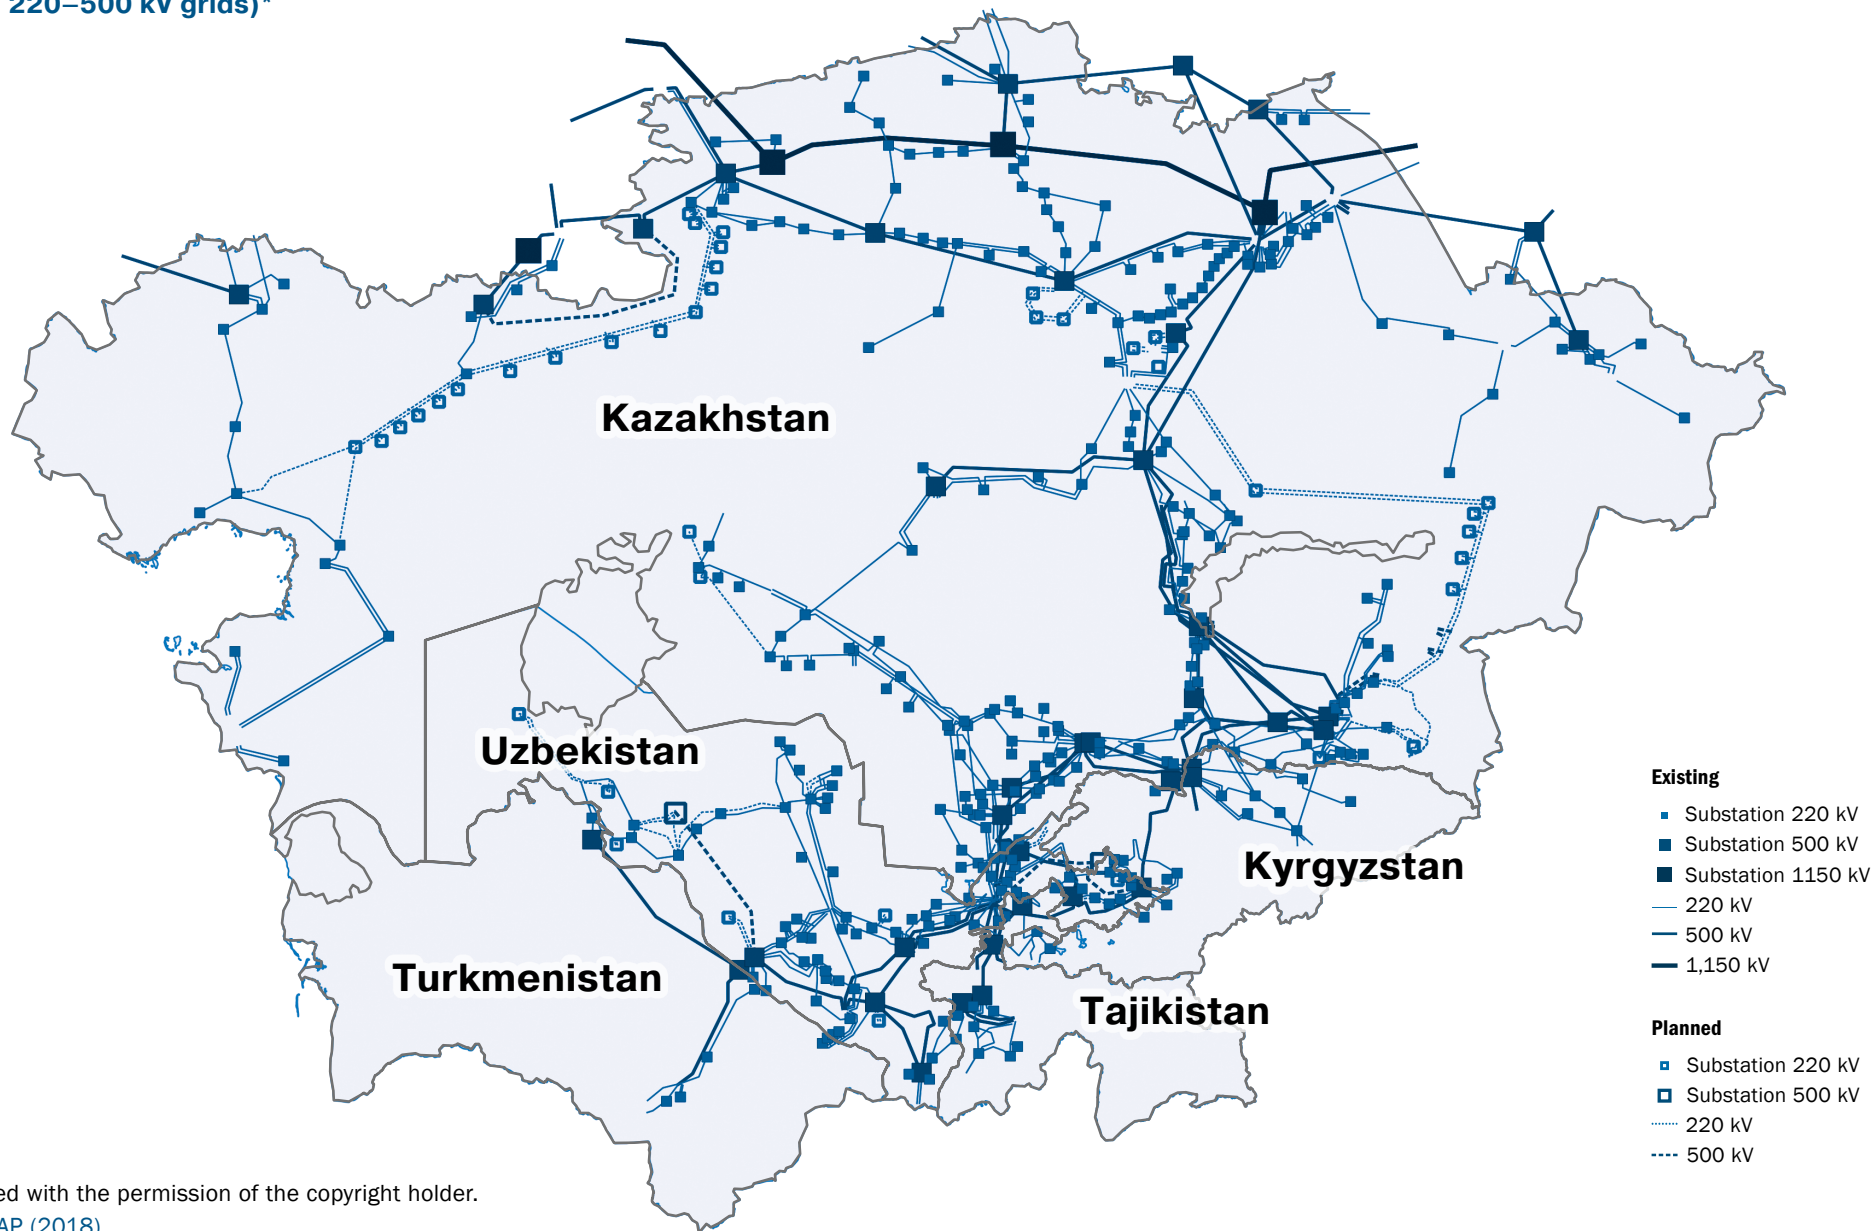 220–500 kV grids)*
Kazakhstan
Uzbekistan
Kyrgyzstan
Turkmenistan
Tajikistan
Existing
Substation 220 kV
Substation 500 kV
Substation 1150 kV
220 kV
500 kV
1,150 kV
Planned
Substation 220 kV
Substation 500 kV
220 kV
500 kV
with the permission of the copyright holder.
(2018)